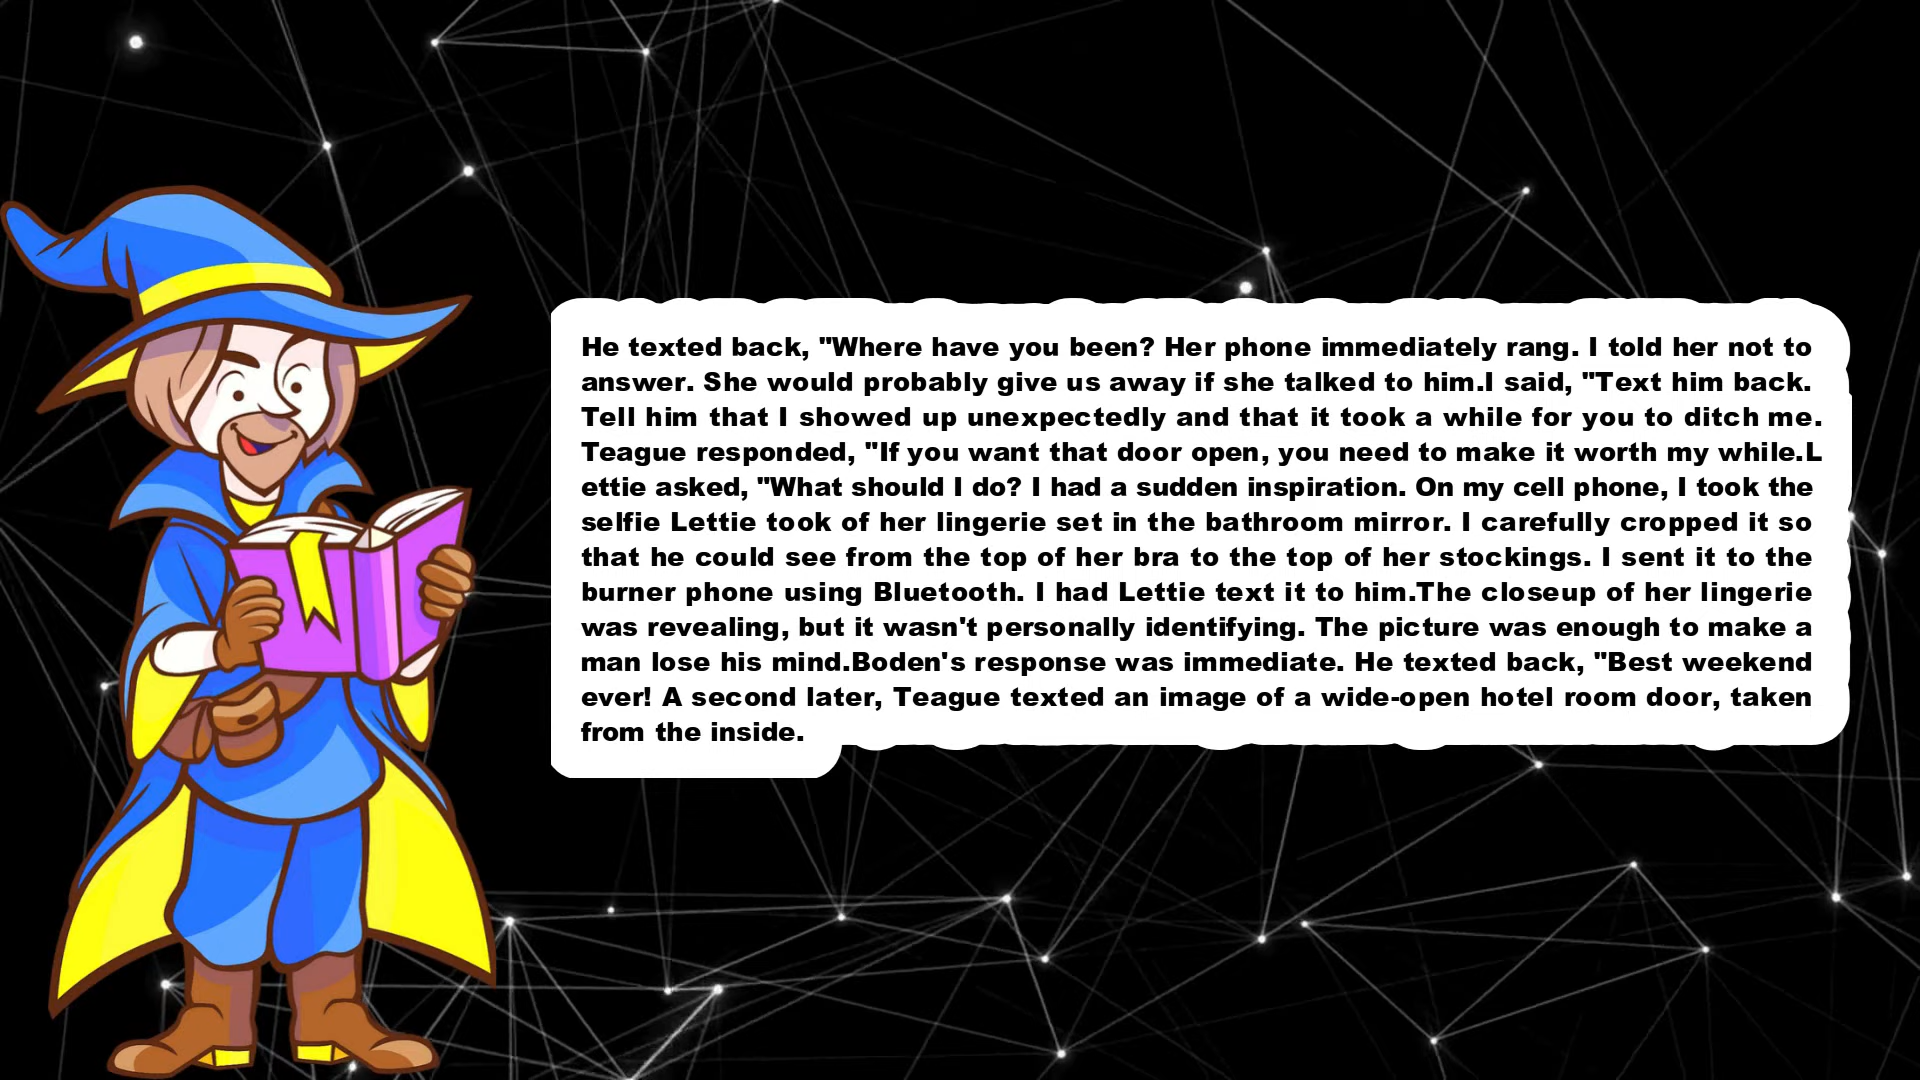 He texted back, "Where have you been? Her phone immediately rang. I told her not to
answer. She would probably give us away if she talked to him.I said, "Text him back.
Tell him that I showed up unexpectedly and that it took a while for you to ditch me.
Teague responded, "If you want that door open, you need to make it worth my while.L
ettie asked, "What should I do? I had a sudden inspiration. On my cell phone, I took the
selfie Lettie took of her lingerie set in the bathroom mirror. I carefully cropped it so
that he could see from the top of her bra to the top of her stockings. I sent it to the
burner phone using Bluetooth. I had Lettie text it to him.The closeup of her lingerie
was revealing, but it wasn't personally identifying. The picture was enough to make a
man lose his mind.Boden's response was immediate. He texted back, "Best weekend
ever! A second later, Teague texted an image of a wide-open hotel room door, taken
from the inside.